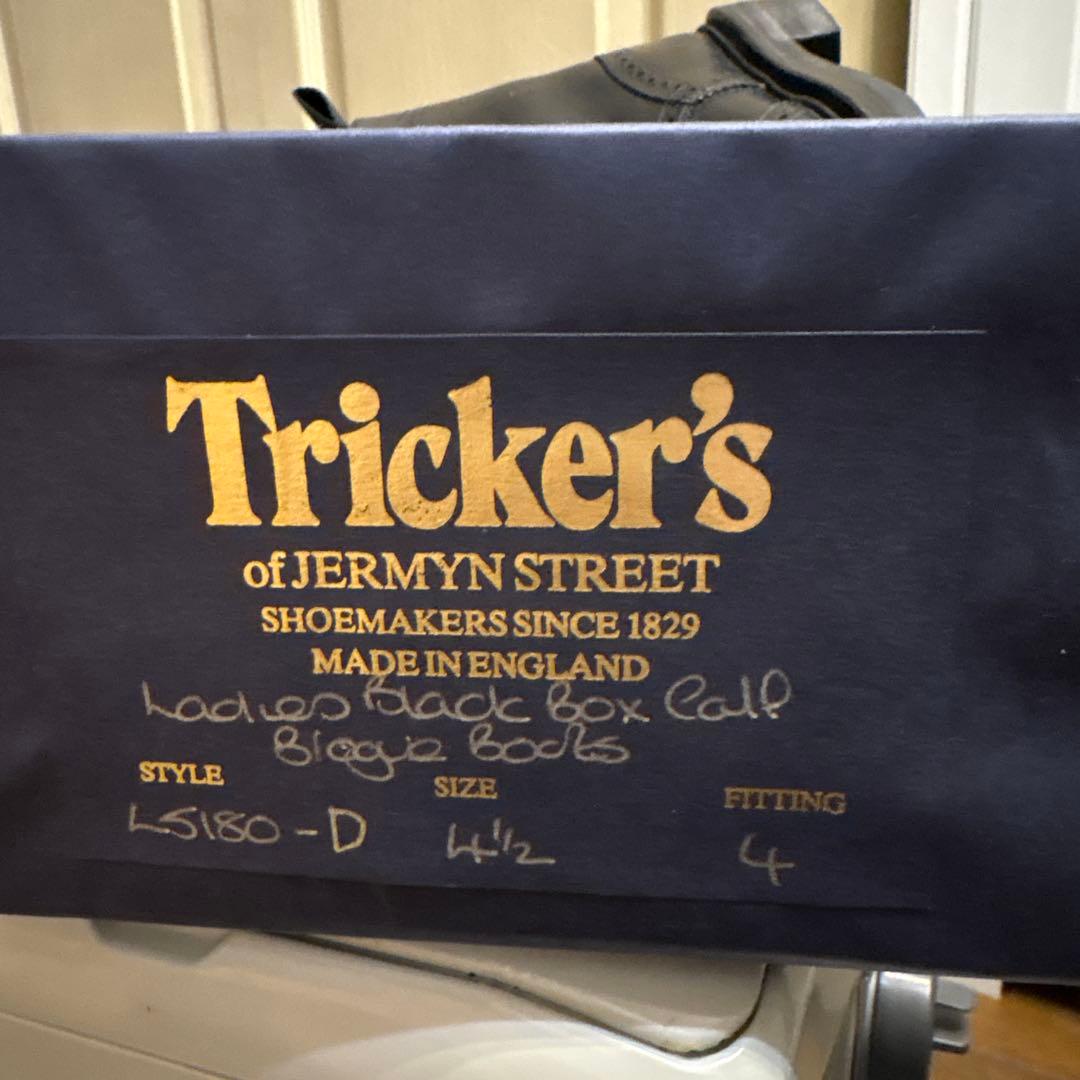 Tricker's
of JERMYN STREET
SHOEMAKERS SINCE 1829
MADE IN ENGLAND
Ladies Black Box Calf
Brogue Boots
STYLE SIZE FITTING
L5180-D 4½ 4